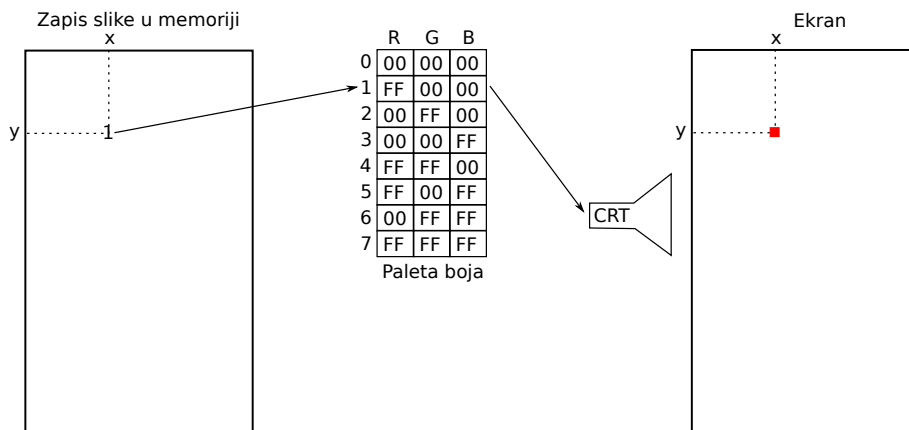 Zapis slike u memoriji
x
y
1
R G B
0 00 00 00
1 FF 00 00
2 00 FF 00
3 00 00 FF
4 FF FF 00
5 FF 00 FF
6 00 FF FF
7 FF FF FF
Paleta boja
CRT
Ekran
x
y